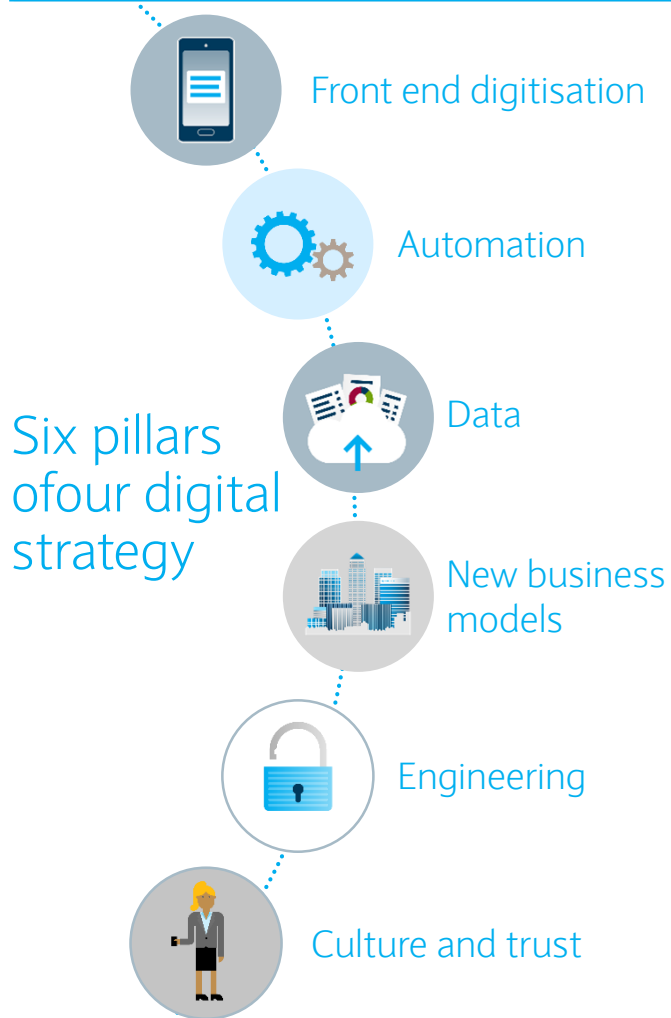 Front end digitisation
Automation
Data
Six pillars
ofour digital
strategy
New business
models
Engineering
Culture and trust